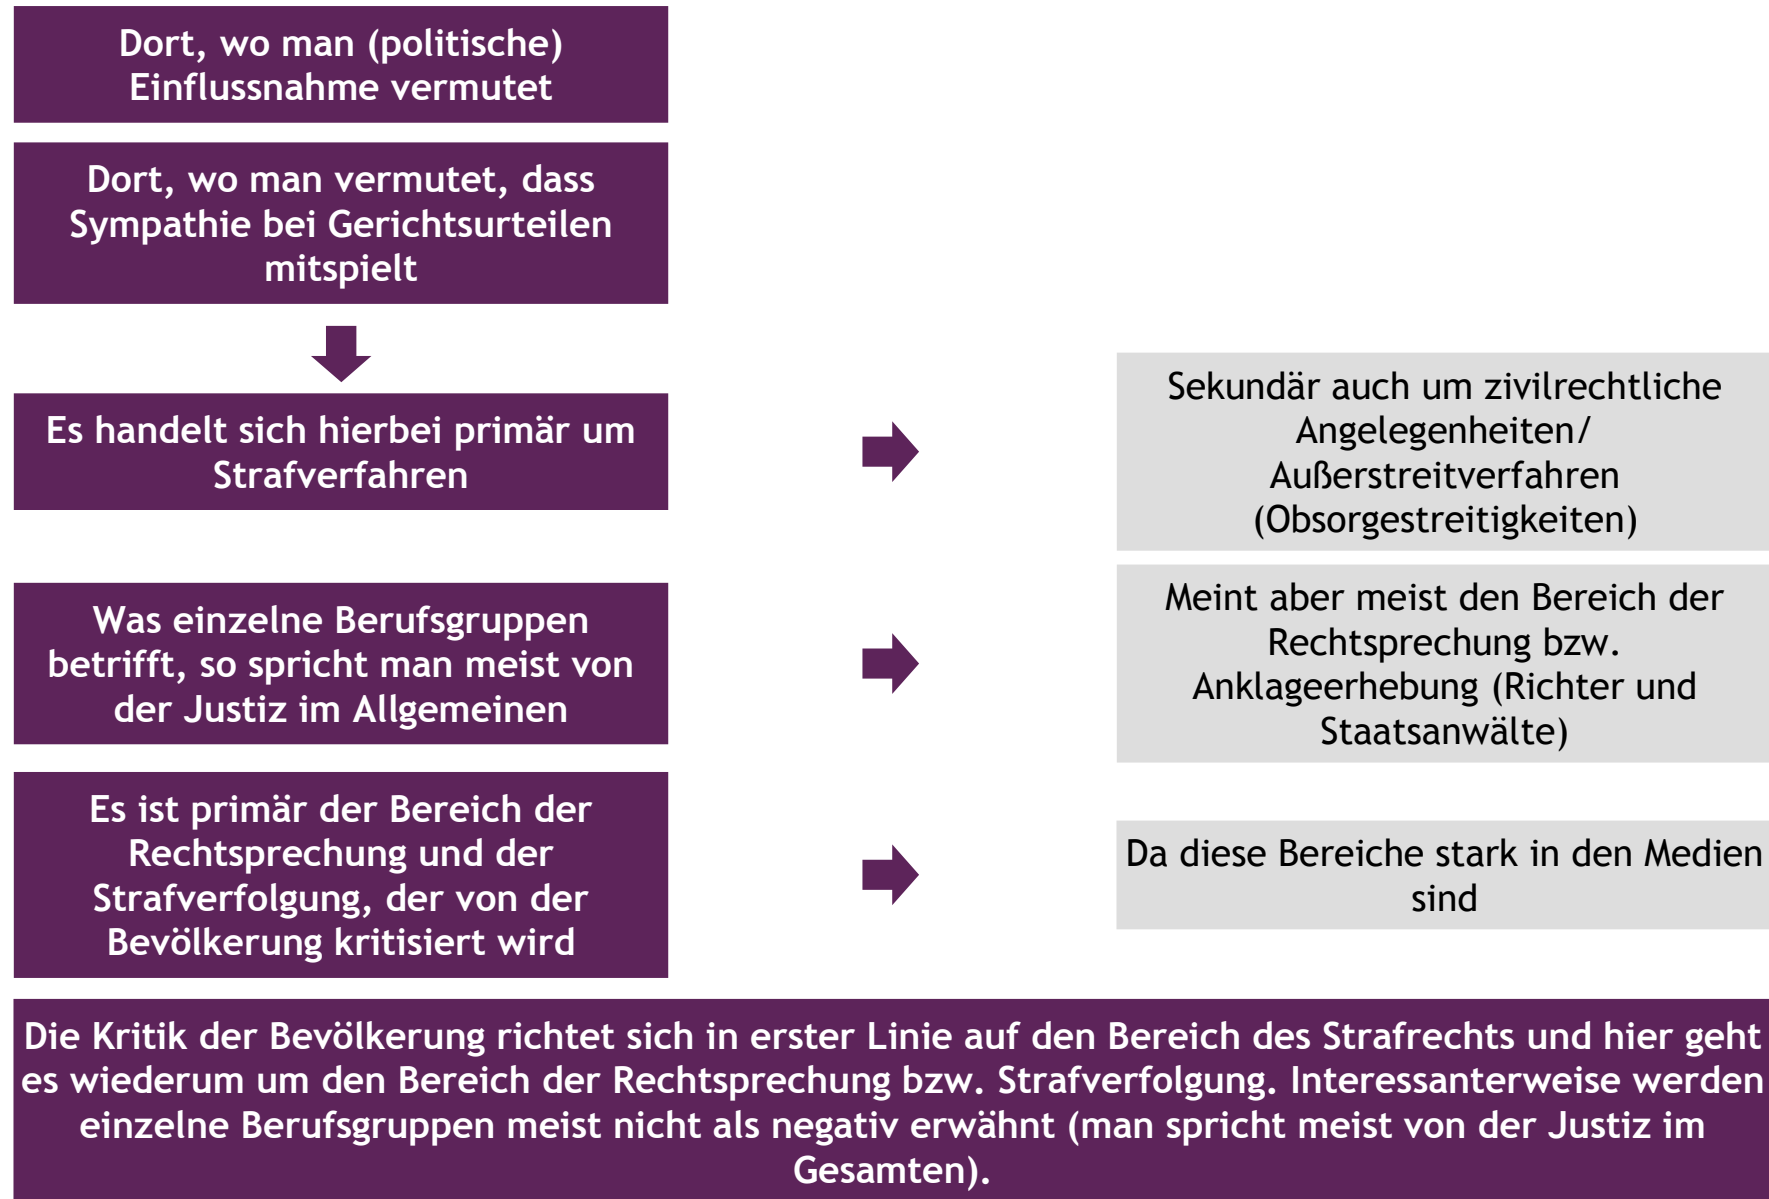 Dort, wo man (politische)
Einflussnahme vermutet
Dort, wo man vermutet, dass
Sympathie bei Gerichtsurteilen
mitspielt
Es handelt sich hierbei primär um
Strafverfahren
Sekundär auch um zivilrechtliche
Angelegenheiten/
Außerstreitverfahren
(Obsorgestreitigkeiten)
Was einzelne Berufsgruppen
betrifft, so spricht man meist von
der Justiz im Allgemeinen
Meint aber meist den Bereich der
Rechtsprechung bzw.
Anklageerhebung (Richter und
Staatsanwälte)
Es ist primär der Bereich der
Rechtsprechung und der
Strafverfolgung, der von der
Bevölkerung kritisiert wird
Da diese Bereiche stark in den Medien
sind
Die Kritik der Bevölkerung richtet sich in erster Linie auf den Bereich des Strafrechts und hier geht
es wiederum um den Bereich der Rechtsprechung bzw. Strafverfolgung. Interessanterweise werden
einzelne Berufsgruppen meist nicht als negativ erwähnt (man spricht meist von der Justiz im
Gesamten).